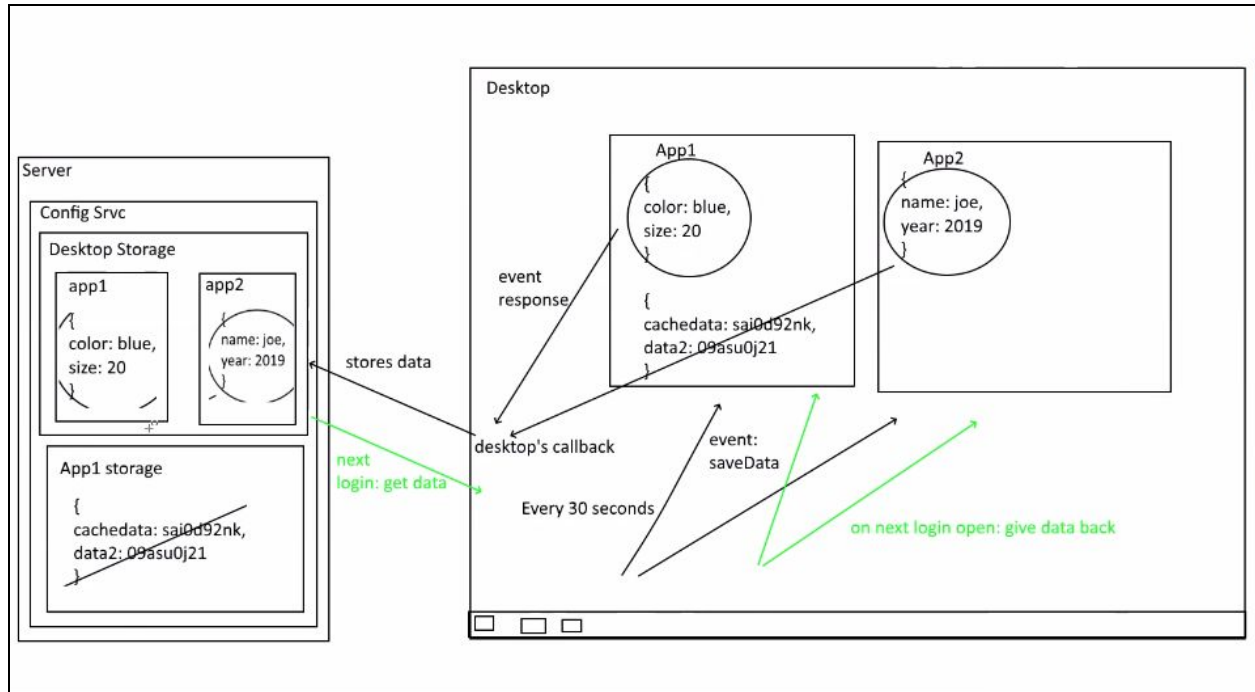 Desktop
Server
Config Srvc
Desktop Storage
app1
{
color: blue,
size: 20
}
app2
{
name: joe,
year: 2019
}
App1 storage
{
cachedata: sai0d92nk,
data2: 09asu0j21
}
stores data
next
login: get data
App1
{
color: blue,
size: 20
}
{
cachedata: sai0d92nk,
data2: 09asu0j21
}
App2
{
name: joe,
year: 2019
}
event
response
desktop's callback
event:
saveData
Every 30 seconds
on next login open: give data back